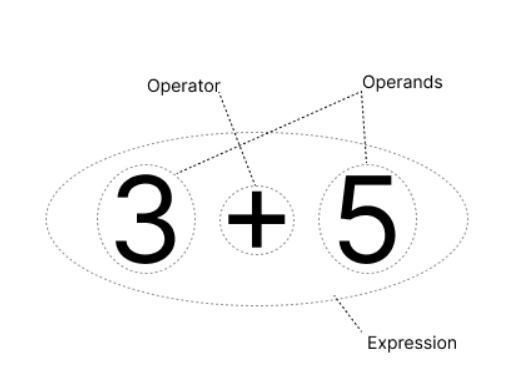 Operator
Operands
3 + 5
Expression